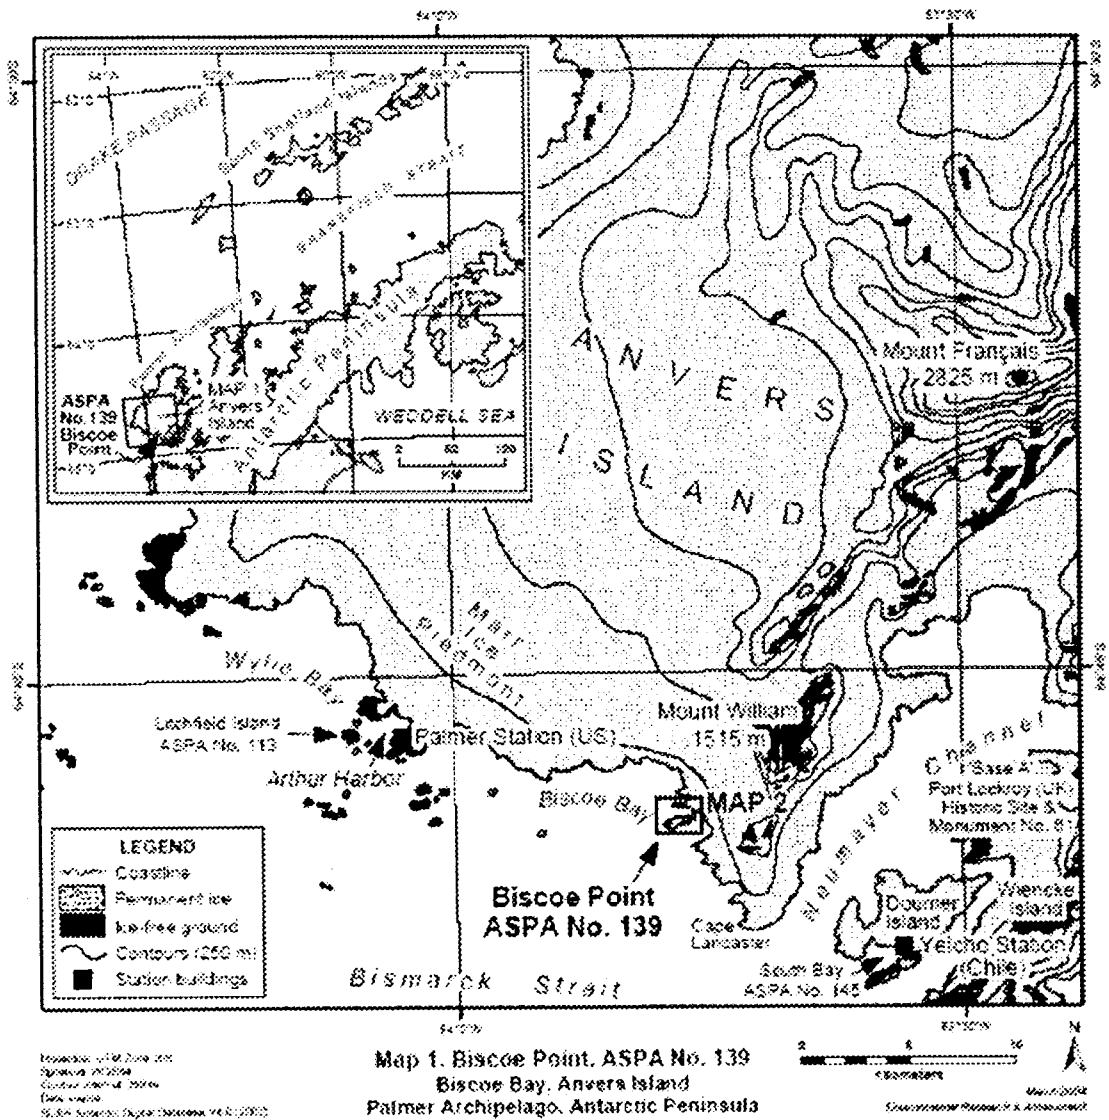 DRAKE PASSAGE
South Shetland Islands
BRANSFIELD STRAIT
Antarctic Peninsula
WEDDELL SEA
MAP 1
Anvers
Island
ASPA
No. 139
Biscoe
Point
KM
ANVERS
ISLAND
Mount Français
2825 m
Marr
Ice
Piedmont
Wylie Bay
Litchfield Island
ASPA No. 113
Palmer Station (US)
Arthur Harbor
Mount William
1515 m
Biscoe Bay
MAP 2
Biscoe Point
ASPA No. 139
Cape
Lancaster
Neumayer Channel
Port Lockroy (UK)
Historic Site &
Monument No. 61
Doumer
Island
Wiencke
Island
Yelcho Station
(Chile)
South Bay
ASPA No. 146
Bismarck Strait
LEGEND
Coastline
Permanent ice
Ice-free ground
Contours (250 m)
Station buildings
Map 1. Biscoe Point, ASPA No. 139
Biscoe Bay, Anvers Island
Palmer Archipelago, Antarctic Peninsula
N
Kilometers